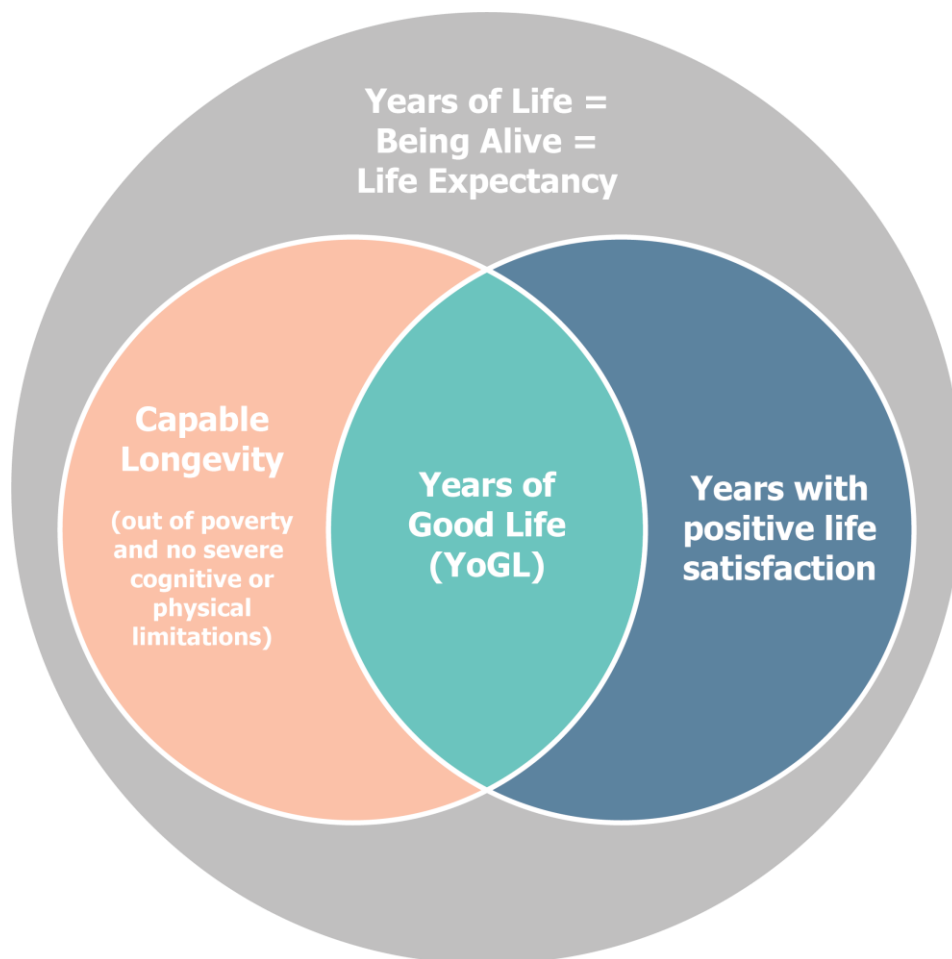 Years of Life =
Being Alive =
Life Expectancy
Capable
Longevity
(out of poverty
and no severe
cognitive or
physical
limitations)
Years of
Good Life
(YoGL)
Years with
positive life
satisfaction